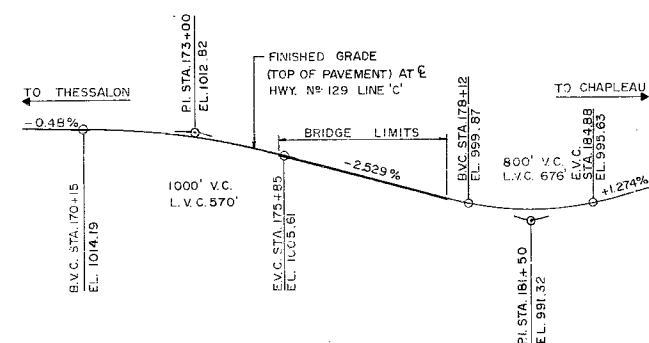 P.I. STA. 173+00
EL. 1012.82
FINISHED GRADE
(TOP OF PAVEMENT) AT ℄
HWY. Nº 129 LINE 'C'
TO THESSALON
TO CHAPLEAU
-0.48%
BRIDGE LIMITS
-2.529%
B.V.C. STA. 178+12
EL. 999.87
800' V.C.
L.V.C. 676'
E.V.C.
STA. 184.88
EL. 995.63
+1.274%
1000' V.C.
L.V.C. 570'
B.V.C. STA. 170+15
EL. 1014.19
E.V.C. STA. 175+85
EL. 1005.61
P.I. STA. 181+50
EL. 991.32